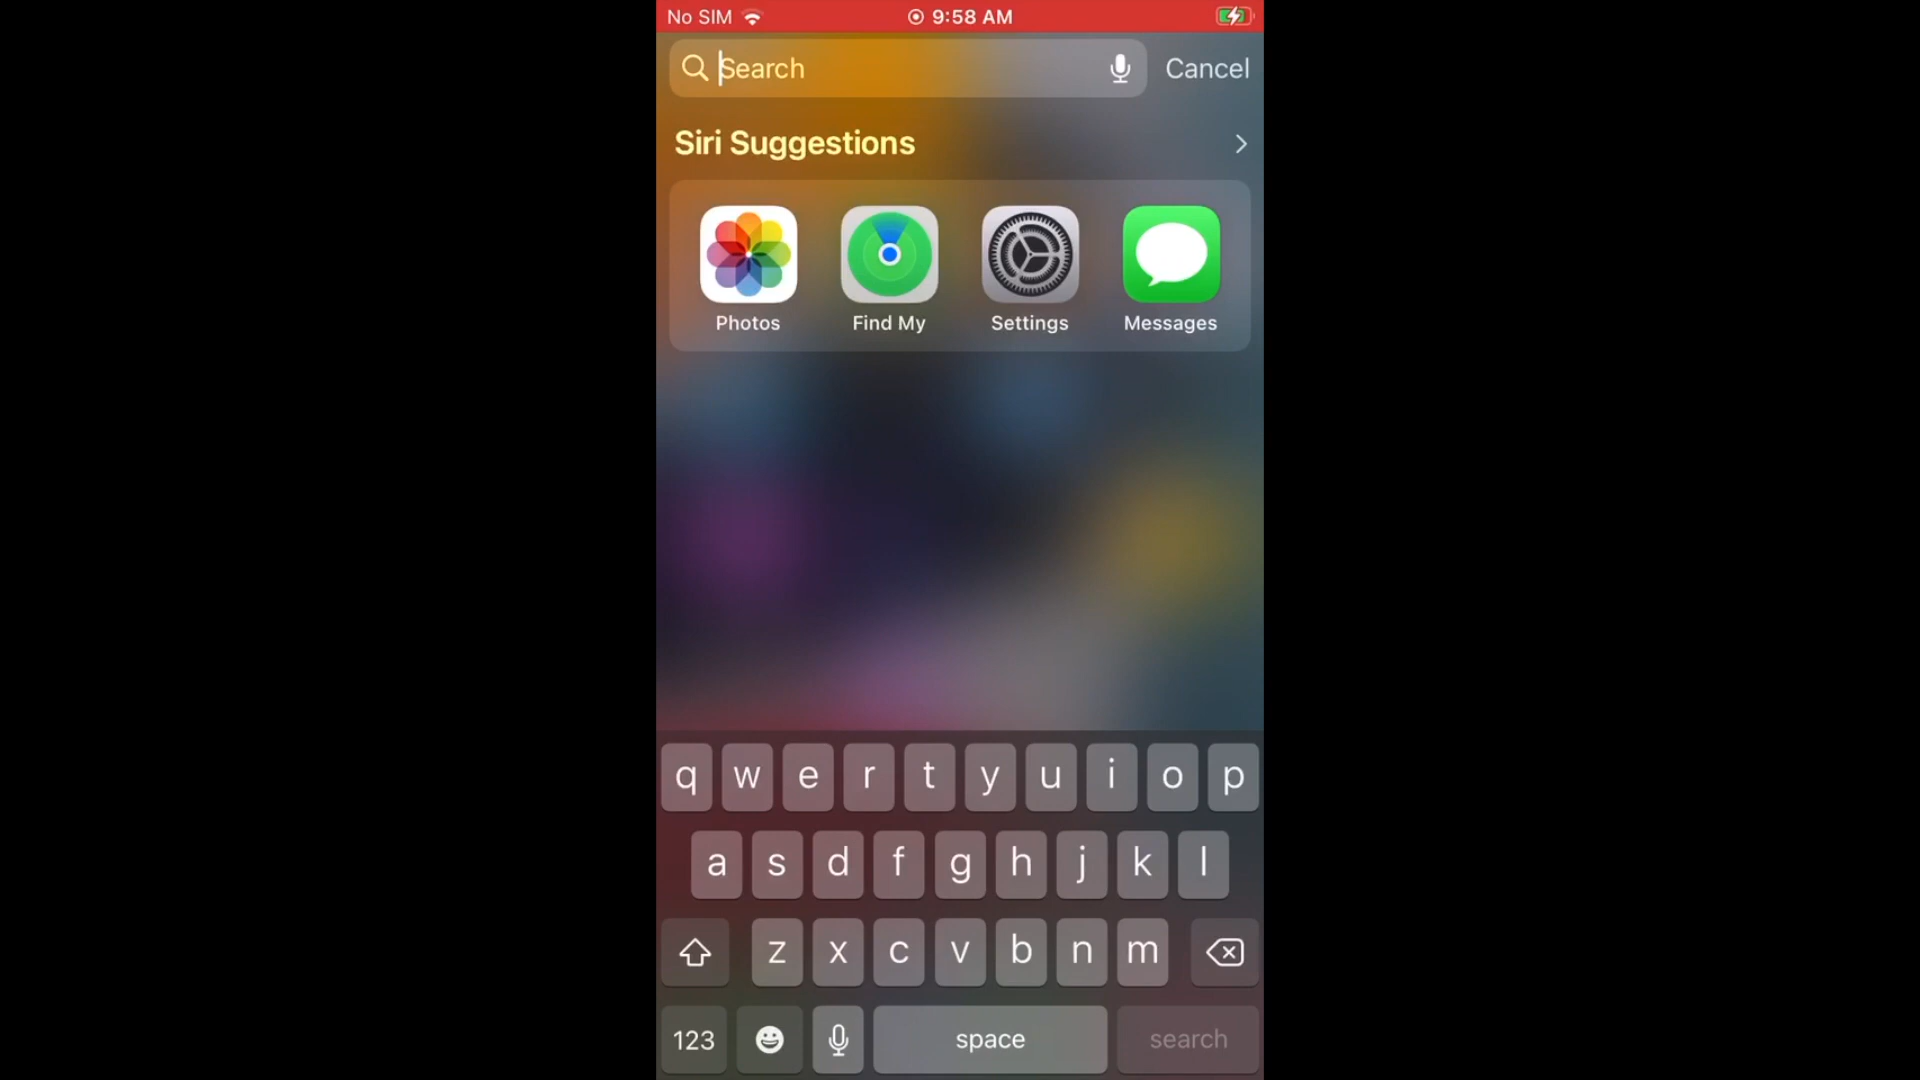 No SIM 9:58 AM
Search Cancel
Siri Suggestions
Photos Find My Settings Messages
q w e r t y u i o p
a s d f g h j k l
z x c v b n m
123 space search